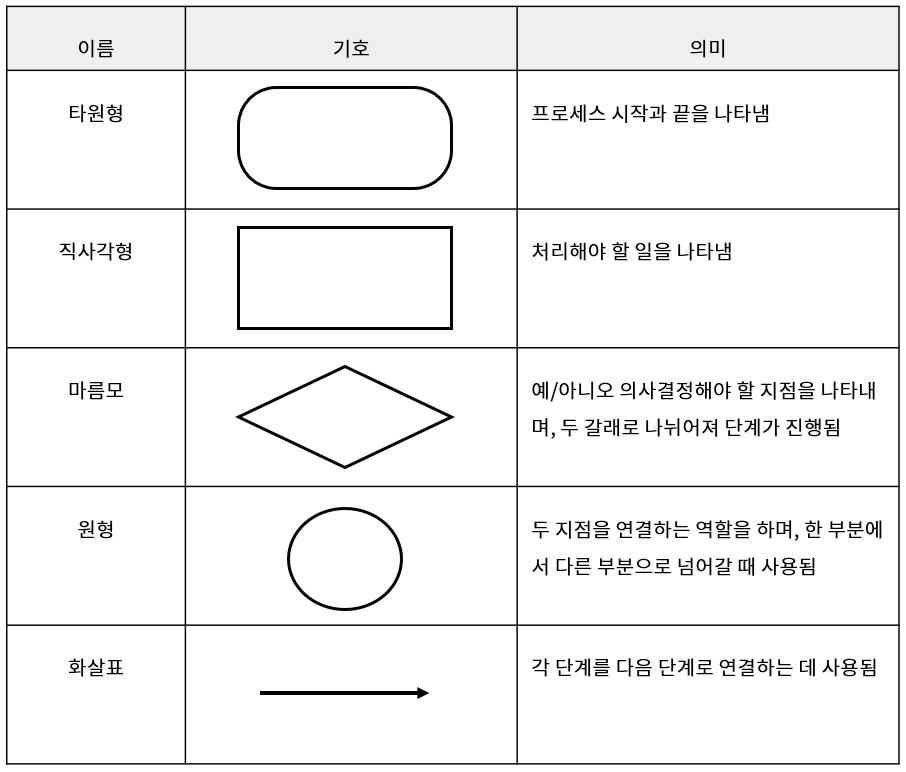 이름
기호
의미
타원형
프로세스 시작과 끝을 나타냄
직사각형
처리해야 할 일을 나타냄
마름모
예/아니오 의사결정해야 할 지점을 나타내
며, 두 갈래로 나뉘어져 단계가 진행됨
원형
두 지점을 연결하는 역할을 하며, 한 부분에
서 다른 부분으로 넘어갈 때 사용됨
화살표
각 단계를 다음 단계로 연결하는 데 사용됨